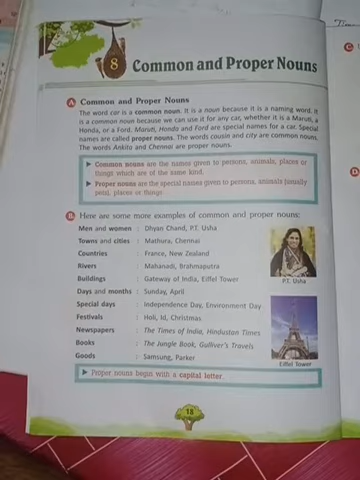 8
Common and Proper Nouns
A Common and Proper Nouns
The word car is a common noun. It is a noun because it is a naming word. It
is a common noun because we can use it for any car, whether it is a Maruti, a
Honda, or a Ford. Maruti, Honda and Ford are special names for a car. Special
names are called proper nouns. The words cousin and city are common nouns.
The words Ankita and Chennai are proper nouns.
Common nouns are the names given to persons, animals, places or
things which are of the same kind.
Proper nouns are the special names given to persons, animals (usually
pets), places or things.
B Here are some more examples of common and proper nouns:
Men and women : Dhyan Chand, P.T. Usha
Towns and cities : Mathura, Chennai
Countries : France, New Zealand
Rivers : Mahanadi, Brahmaputra
Buildings : Gateway of India, Eiffel Tower
Days and months : Sunday, April
Special days : Independence Day, Environment Day
Festivals : Holi, Id, Christmas
Newspapers : The Times of India, Hindustan Times
Books : The Jungle Book, Gulliver's Travels
Goods : Samsung, Parker
P.T. Usha
Eiffel Tower
Proper nouns begin with a capital letter.
18
C
D